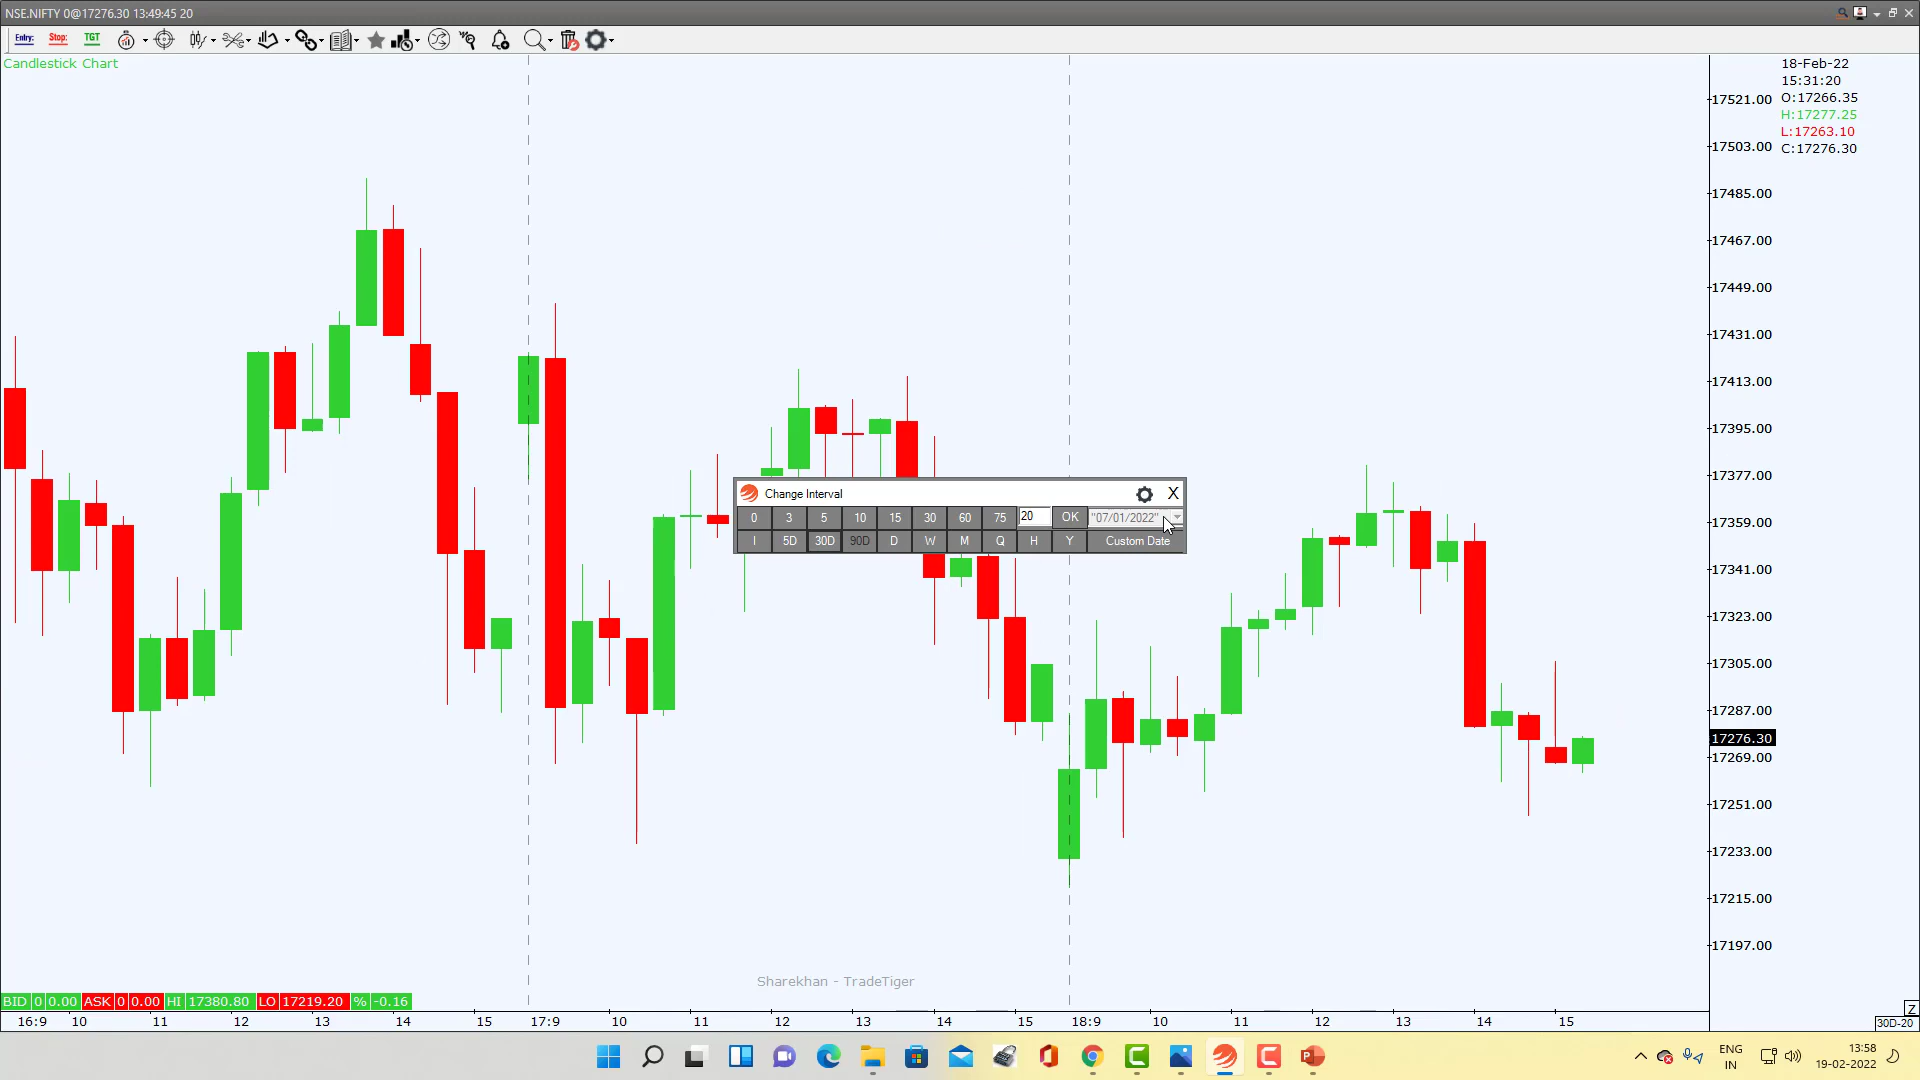 NSE.NIFTY 0@17276.30 13:49:45 20
Entry: Stop: TGT
Candlestick Chart
18-Feb-22
15:31:20
O:17266.35
H:17277.25
L:17263.10
C:17276.30
17521.00
17503.00
17485.00
17467.00
17449.00
17431.00
17413.00
17395.00
17377.00
17359.00
17341.00
17323.00
17305.00
17287.00
17276.30
17269.00
17251.00
17233.00
17215.00
17197.00
Change Interval X
0 3 5 10 15 30 60 75 20 OK "07/01/2022"
I 5D 30D 90D D W M Q H Y Custom Date
Sharekhan - TradeTiger
BID 0 0.00 ASK 0 0.00 HI 17380.80 LO 17219.20 % -0.16
Z
16:9 10 11 12 13 14 15 17:9 10 11 12 13 14 15 18:9 10 11 12 13 14 15
30D-20
ENG
IN
13:58
19-02-2022